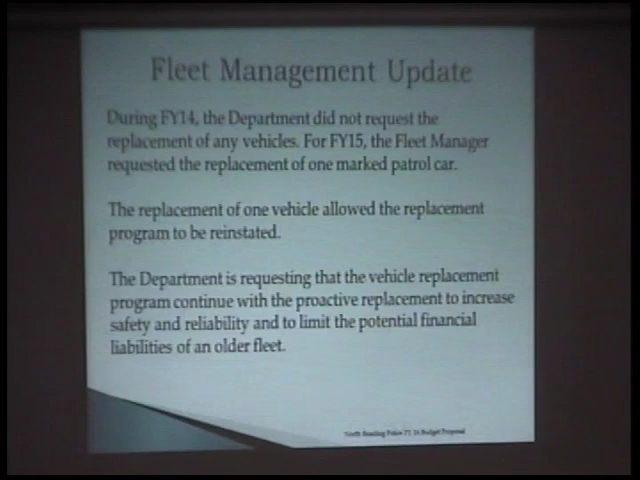 Fleet Management Update
During FY14, the Department did not request the
replacement of any vehicles. For FY15, the Fleet Manager
requested the replacement of one marked patrol car.
The replacement of one vehicle allowed the replacement
program to be reinstated.
The Department is requesting that the vehicle replacement
program continue with the proactive replacement to increase
safety and reliability and to limit the potential financial
liabilities of an older fleet.
North Reading Police FY 16 Budget Proposal